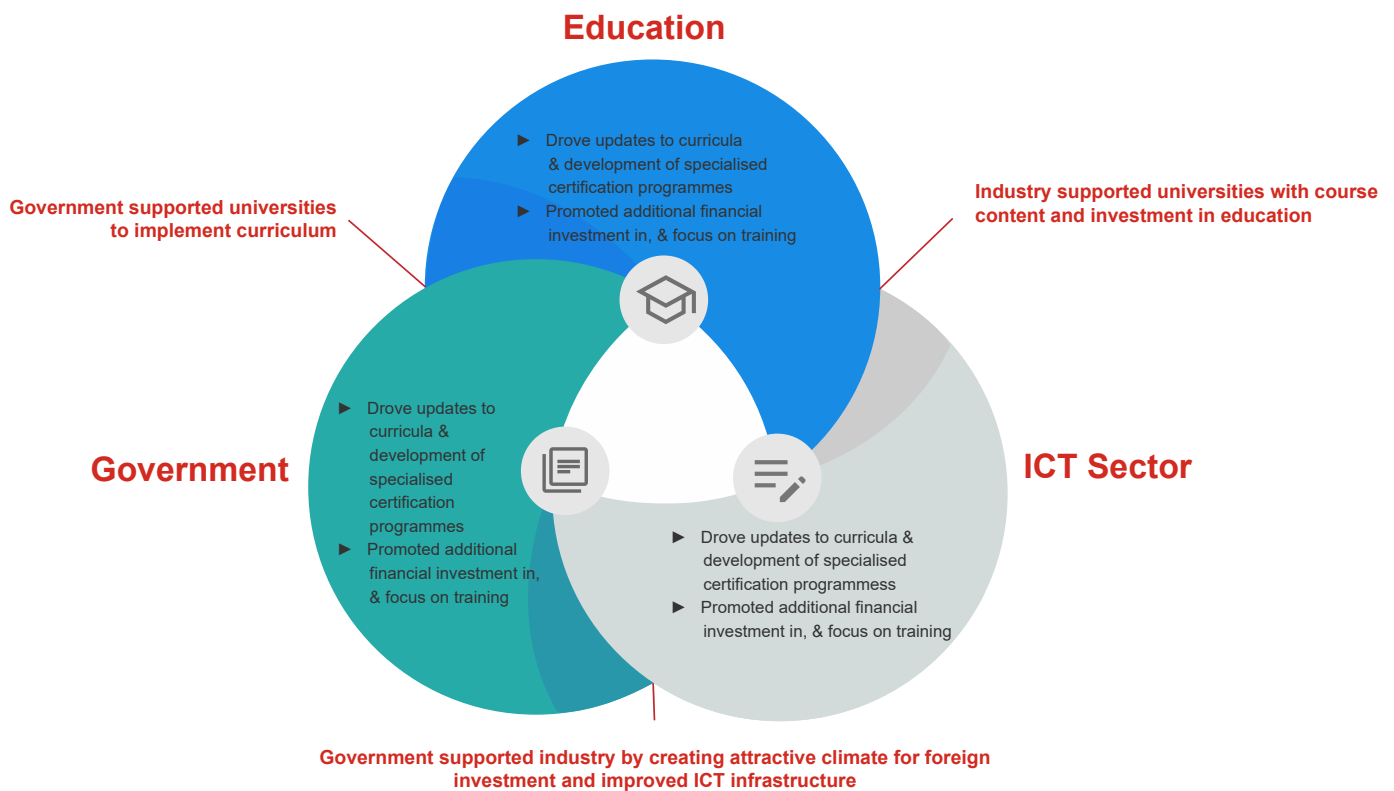 Education
► Drove updates to curricula
& development of specialised
certification programmes
► Promoted additional financial
investment in, & focus on training
Government supported universities
to implement curriculum
Industry supported universities with course
content and investment in education
Government
► Drove updates to
curricula &
development of
specialised
certification
programmes
► Promoted additional
financial investment in,
& focus on training
ICT Sector
► Drove updates to curricula &
development of specialised
certification programmess
► Promoted additional financial
investment in, & focus on training
Government supported industry by creating attractive climate for foreign
investment and improved ICT infrastructure